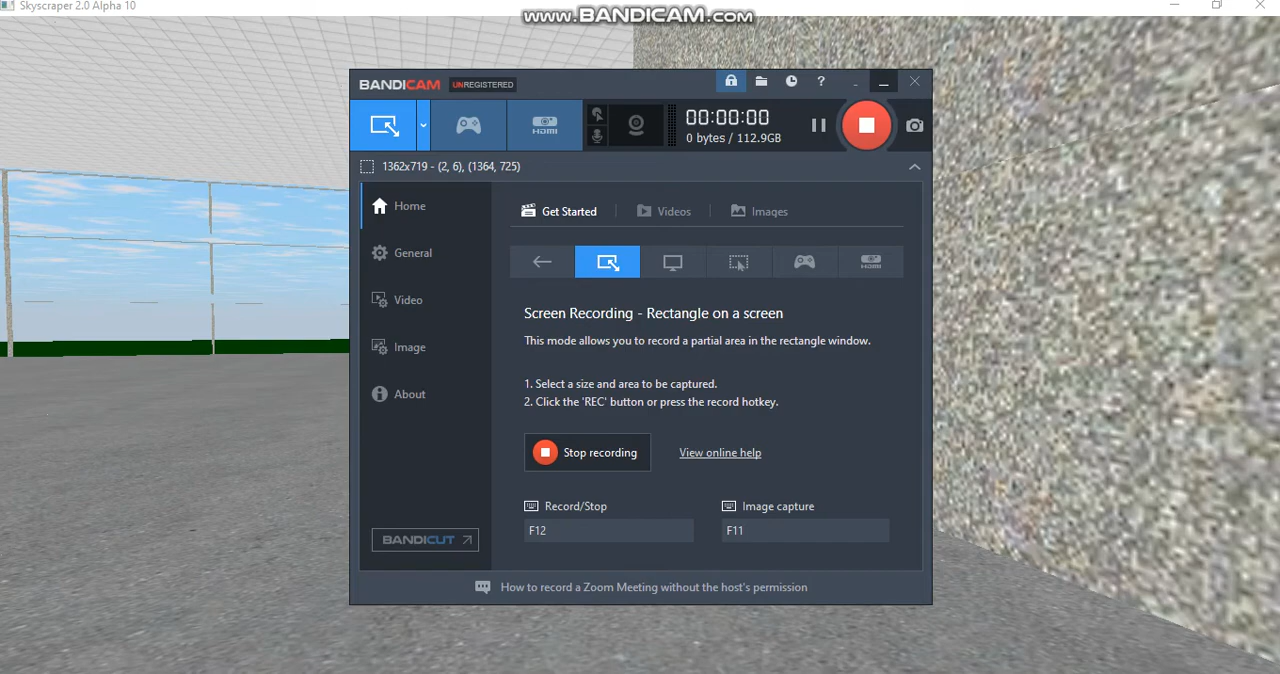 Skyscraper 2.0 Alpha 10
www.BANDICAM.com
BANDICAM UNREGISTERED
?
HDMI
00:00:00
0 bytes / 112.9GB
1362x719 - (2, 6), (1364, 725)
Home
General
Video
Image
About
BANDICUT
Get Started
Videos
Images
HDMI
Screen Recording - Rectangle on a screen
This mode allows you to record a partial area in the rectangle window.
1. Select a size and area to be captured.
2. Click the 'REC' button or press the record hotkey.
Stop recording
View online help
Record/Stop
Image capture
F12
F11
How to record a Zoom Meeting without the host's permission